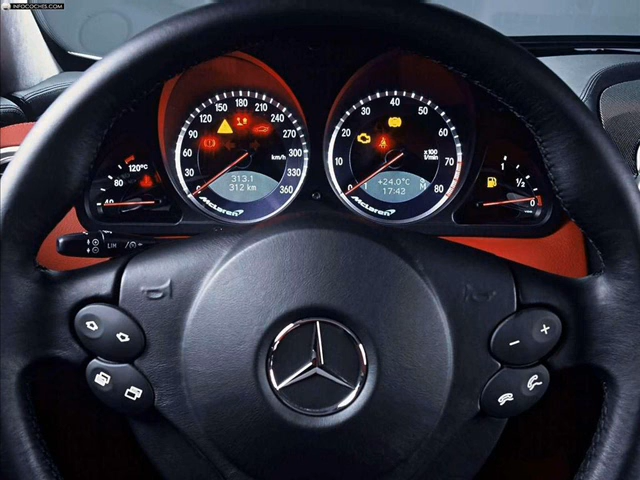 INFOCOCHES.COM
150 180 210
120 240
90 270
60 300
30 330
0 360
km/h
313.1
312 km
McLaren
40
30 50
20 60
10 70
0 80
x100
1/min
+24.0°C
17:43 M
McLaren
120°C
80
40
1
½
0
LIM
+
−